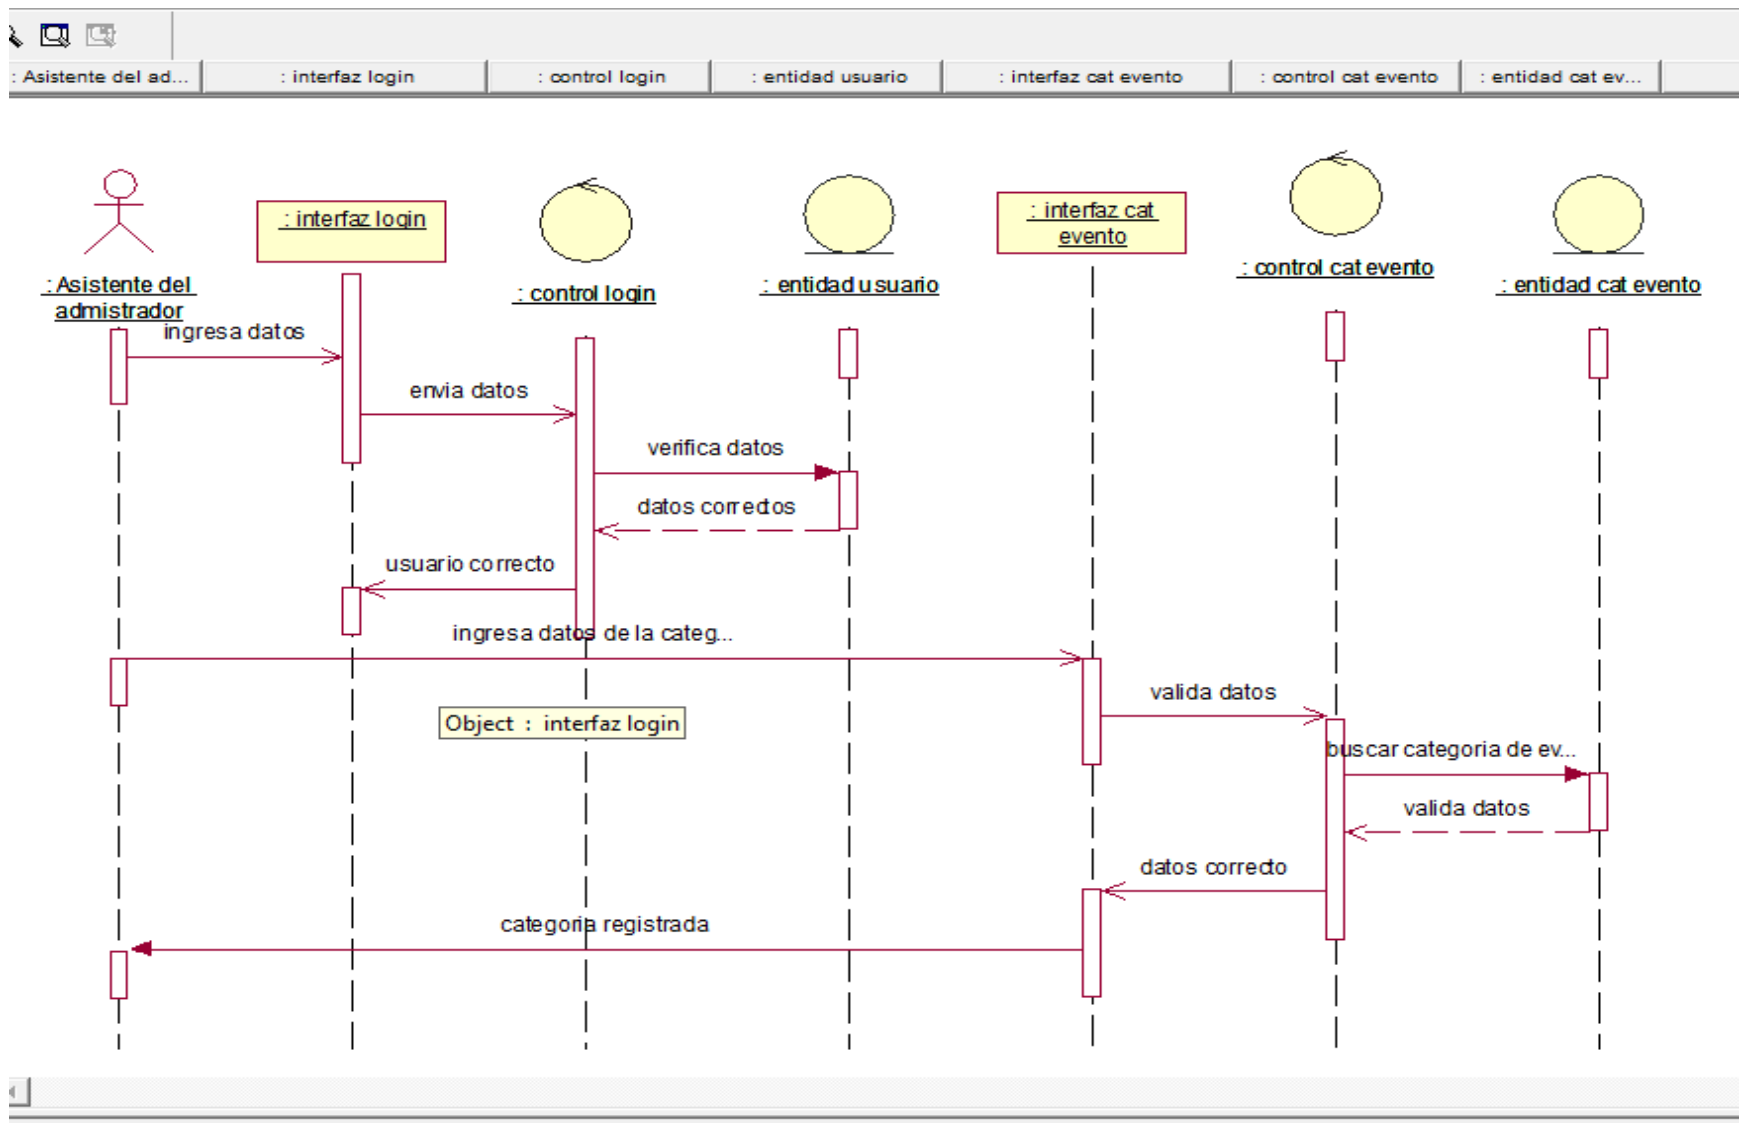 : Asistente del ad...
: interfaz login
: control login
: entidad usuario
: interfaz cat evento
: control cat evento
: entidad cat ev...
: interfaz login
: interfaz cat
evento
: control cat evento
: Asistente del
admistrador
: control login
: entidad usuario
: entidad cat evento
ingresa datos
envia datos
verifica datos
datos correctos
usuario correcto
ingresa datos de la categ...
valida datos
Object : interfaz login
buscar categoria de ev...
valida datos
datos correcto
categoria registrada